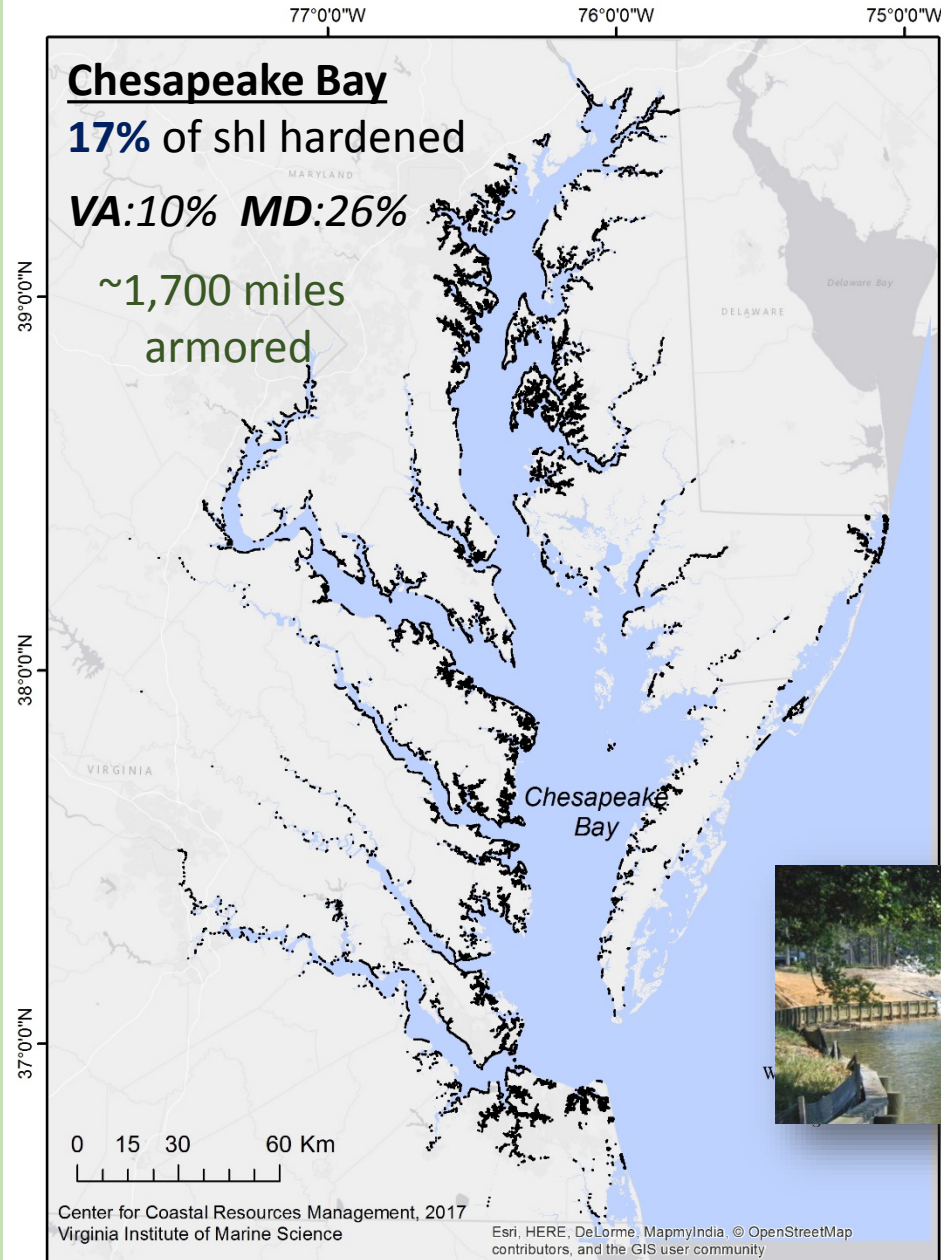 77°0'0"W 76°0'0"W 75°0'0"W
Chesapeake Bay
17% of shl hardened
MARYLAND
VA:10% MD:26%
~1,700 miles
armored
39°0'0"N
Delaware Bay
DELAWARE
38°0'0"N
VIRGINIA
Chesapeake
Bay
37°0'0"N
W
0 15 30 60 Km
Center for Coastal Resources Management, 2017
Virginia Institute of Marine Science
Esri, HERE, DeLorme, MapmyIndia, © OpenStreetMap
contributors, and the GIS user community